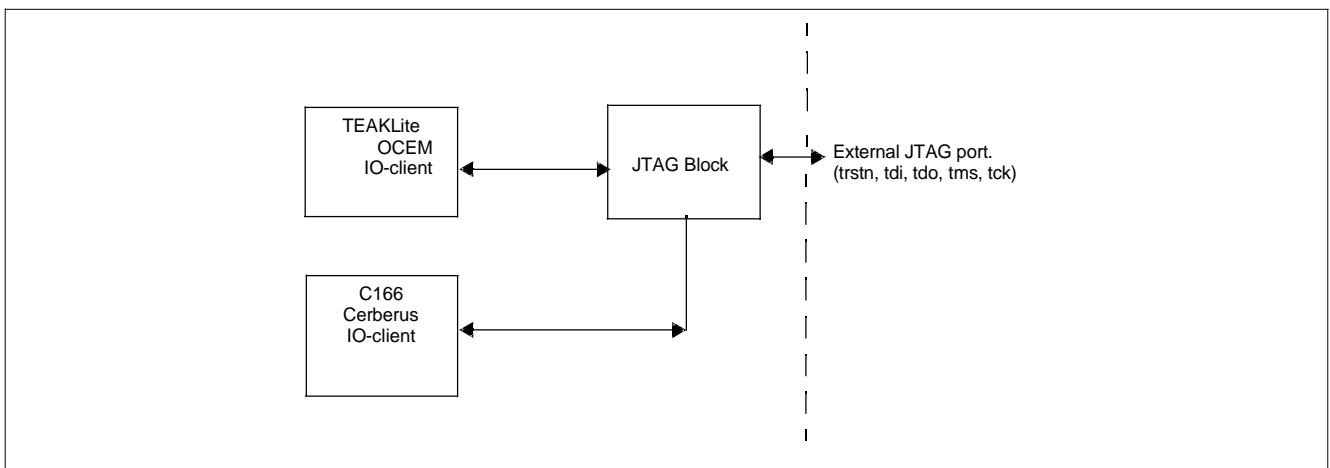 TEAKLite
OCEM
IO-client
JTAG Block
External JTAG port.
(trstn, tdi, tdo, tms, tck)
C166
Cerberus
IO-client